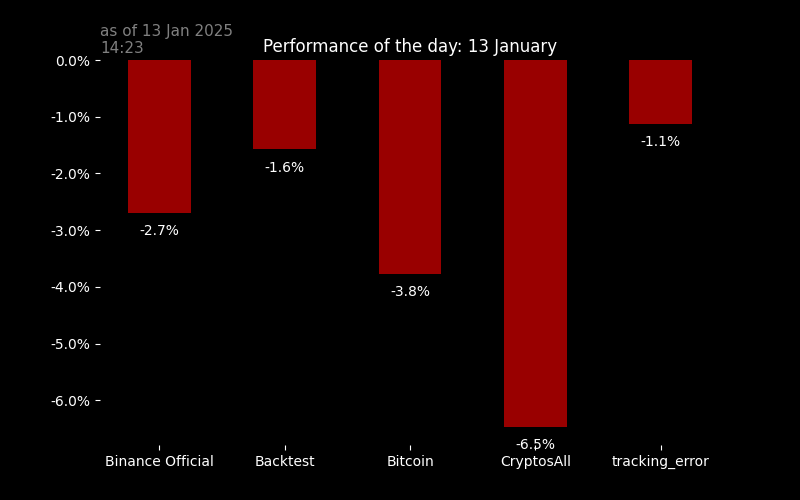 as of 13 Jan 2025
14:23
Performance of the day: 13 January
0.0%
-1.0%
-2.0%
-3.0%
-4.0%
-5.0%
-6.0%
-2.7%
-1.6%
-3.8%
-6.5%
-1.1%
Binance Official
Backtest
Bitcoin
CryptosAll
tracking_error